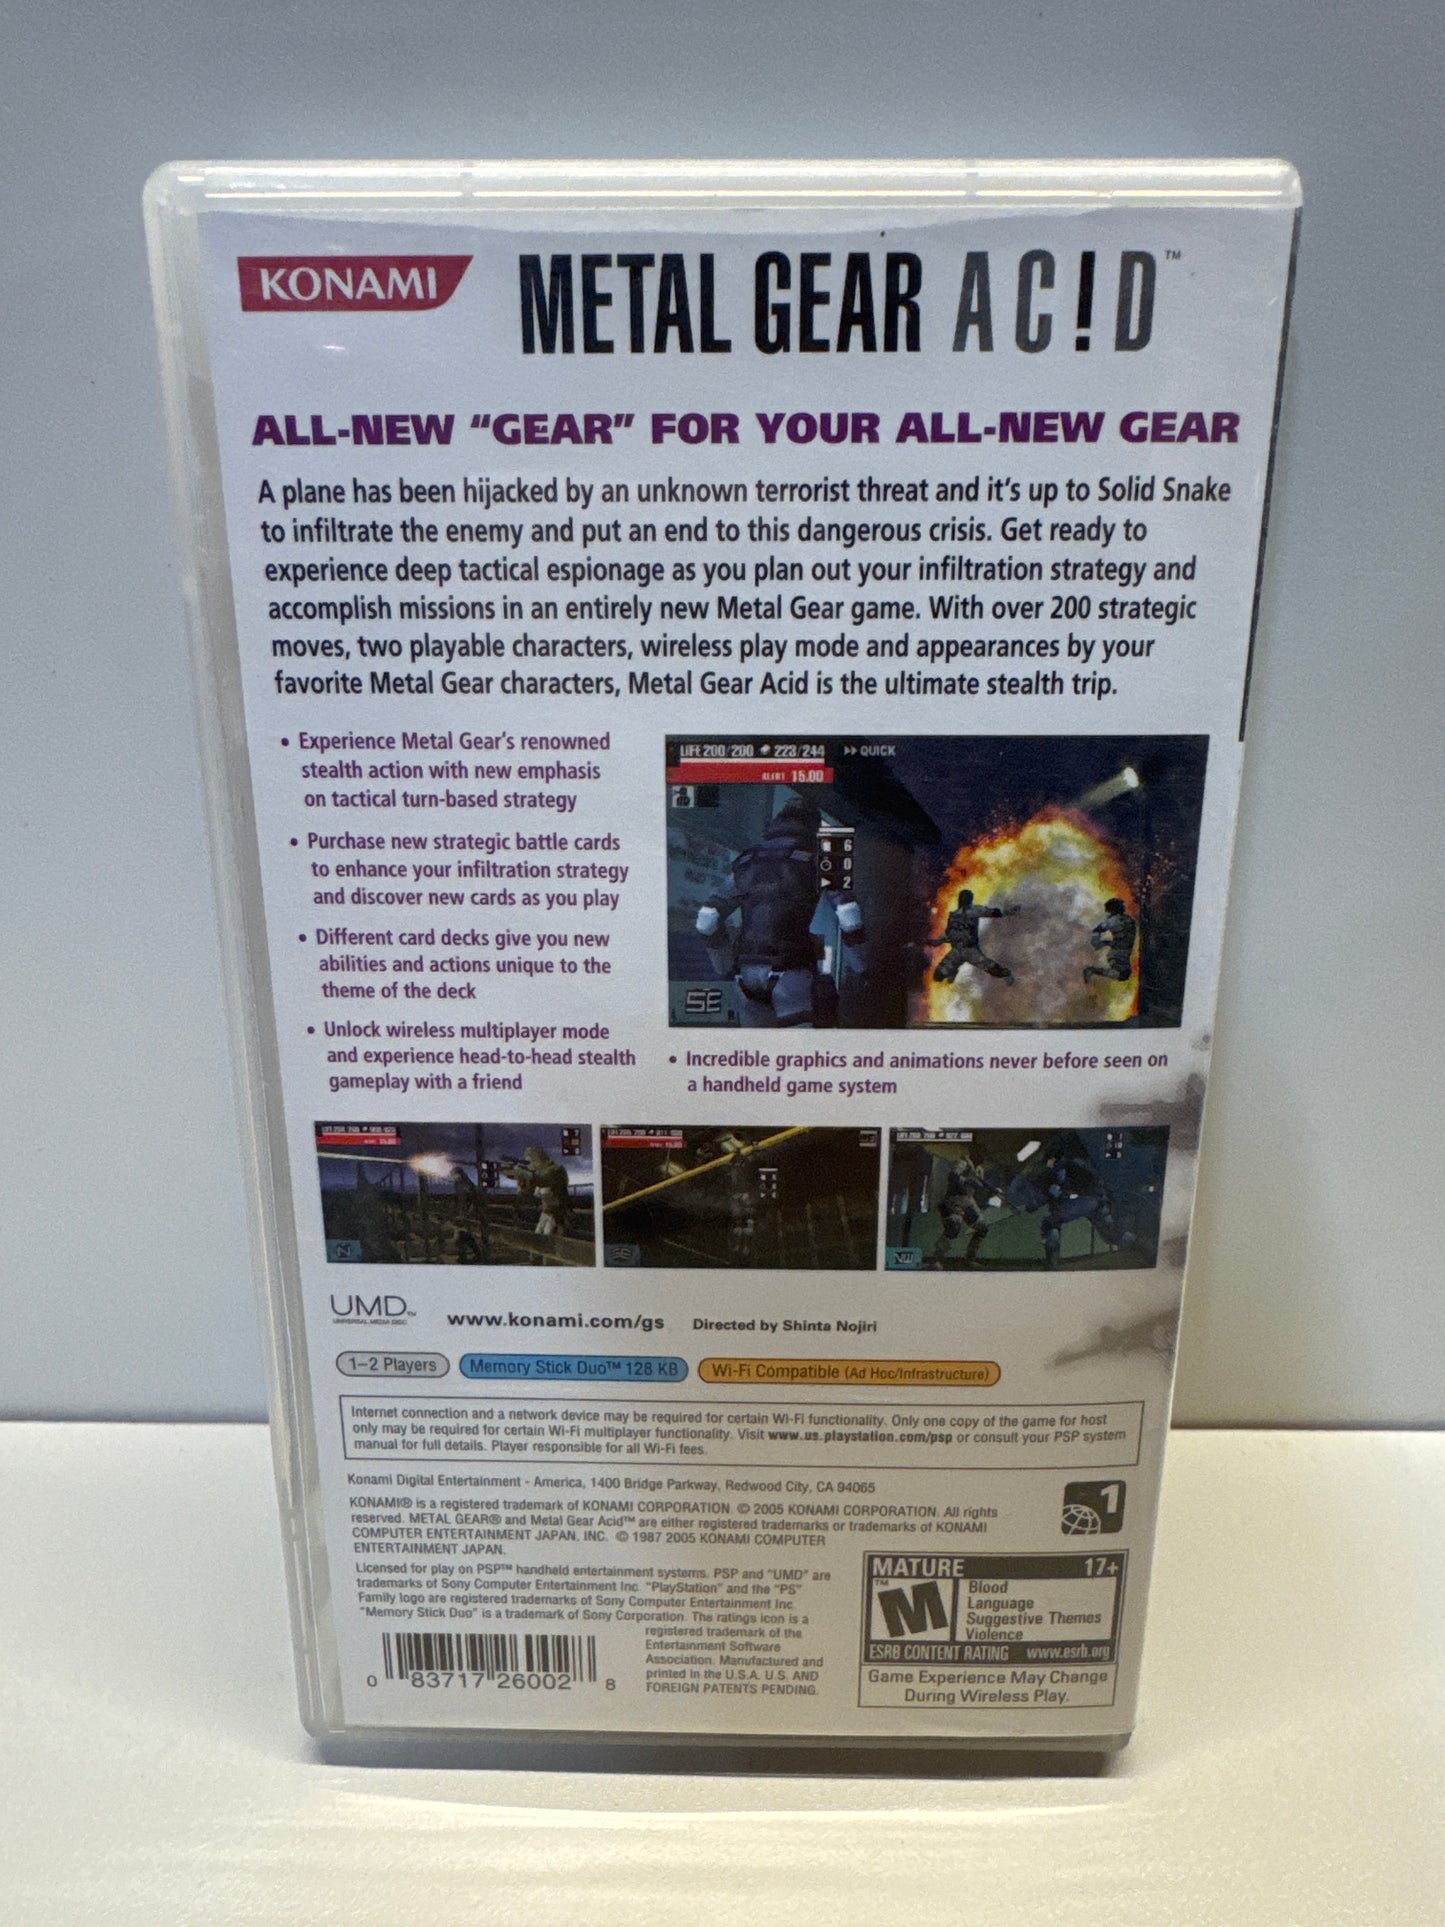 KONAMI
METAL GEAR AC!D™
ALL-NEW "GEAR" FOR YOUR ALL-NEW GEAR
A plane has been hijacked by an unknown terrorist threat and it's up to Solid Snake
to infiltrate the enemy and put an end to this dangerous crisis. Get ready to
experience deep tactical espionage as you plan out your infiltration strategy and
accomplish missions in an entirely new Metal Gear game. With over 200 strategic
moves, two playable characters, wireless play mode and appearances by your
favorite Metal Gear characters, Metal Gear Acid is the ultimate stealth trip.
• Experience Metal Gear's renowned
stealth action with new emphasis
on tactical turn-based strategy
• Purchase new strategic battle cards
to enhance your infiltration strategy
and discover new cards as you play
• Different card decks give you new
abilities and actions unique to the
theme of the deck
• Unlock wireless multiplayer mode
and experience head-to-head stealth
gameplay with a friend
LIFE 200/200 223/244 QUICK
ALERT 15.00
6
0
2
SE
• Incredible graphics and animations never before seen on
a handheld game system
N
NW
UMD™
UNIVERSAL MEDIA DISC
www.konami.com/gs
Directed by Shinta Nojiri
1–2 Players
Memory Stick Duo™ 128 KB
Wi-Fi Compatible (Ad Hoc/Infrastructure)
Internet connection and a network device may be required for certain Wi-Fi functionality. Only one copy of the game for host
only may be required for certain Wi-Fi multiplayer functionality. Visit www.us.playstation.com/psp or consult your PSP system
manual for full details. Player responsible for all Wi-Fi fees.
Konami Digital Entertainment - America, 1400 Bridge Parkway, Redwood City, CA 94065
KONAMI® is a registered trademark of KONAMI CORPORATION. © 2005 KONAMI CORPORATION. All rights
reserved. METAL GEAR® and Metal Gear Acid™ are either registered trademarks or trademarks of KONAMI
COMPUTER ENTERTAINMENT JAPAN, INC. © 1987 2005 KONAMI COMPUTER
ENTERTAINMENT JAPAN.
Licensed for play on PSP™ handheld entertainment systems. PSP and "UMD" are
trademarks of Sony Computer Entertainment Inc. "PlayStation" and the "PS"
Family logo are registered trademarks of Sony Computer Entertainment Inc.
"Memory Stick Duo" is a trademark of Sony Corporation. The ratings icon is a
registered trademark of the
Entertainment Software
Association. Manufactured and
printed in the U.S.A. U.S. AND
FOREIGN PATENTS PENDING.
0 83717 26002 8
1
MATURE 17+
M™
Blood
Language
Suggestive Themes
Violence
ESRB CONTENT RATING www.esrb.org
Game Experience May Change
During Wireless Play.